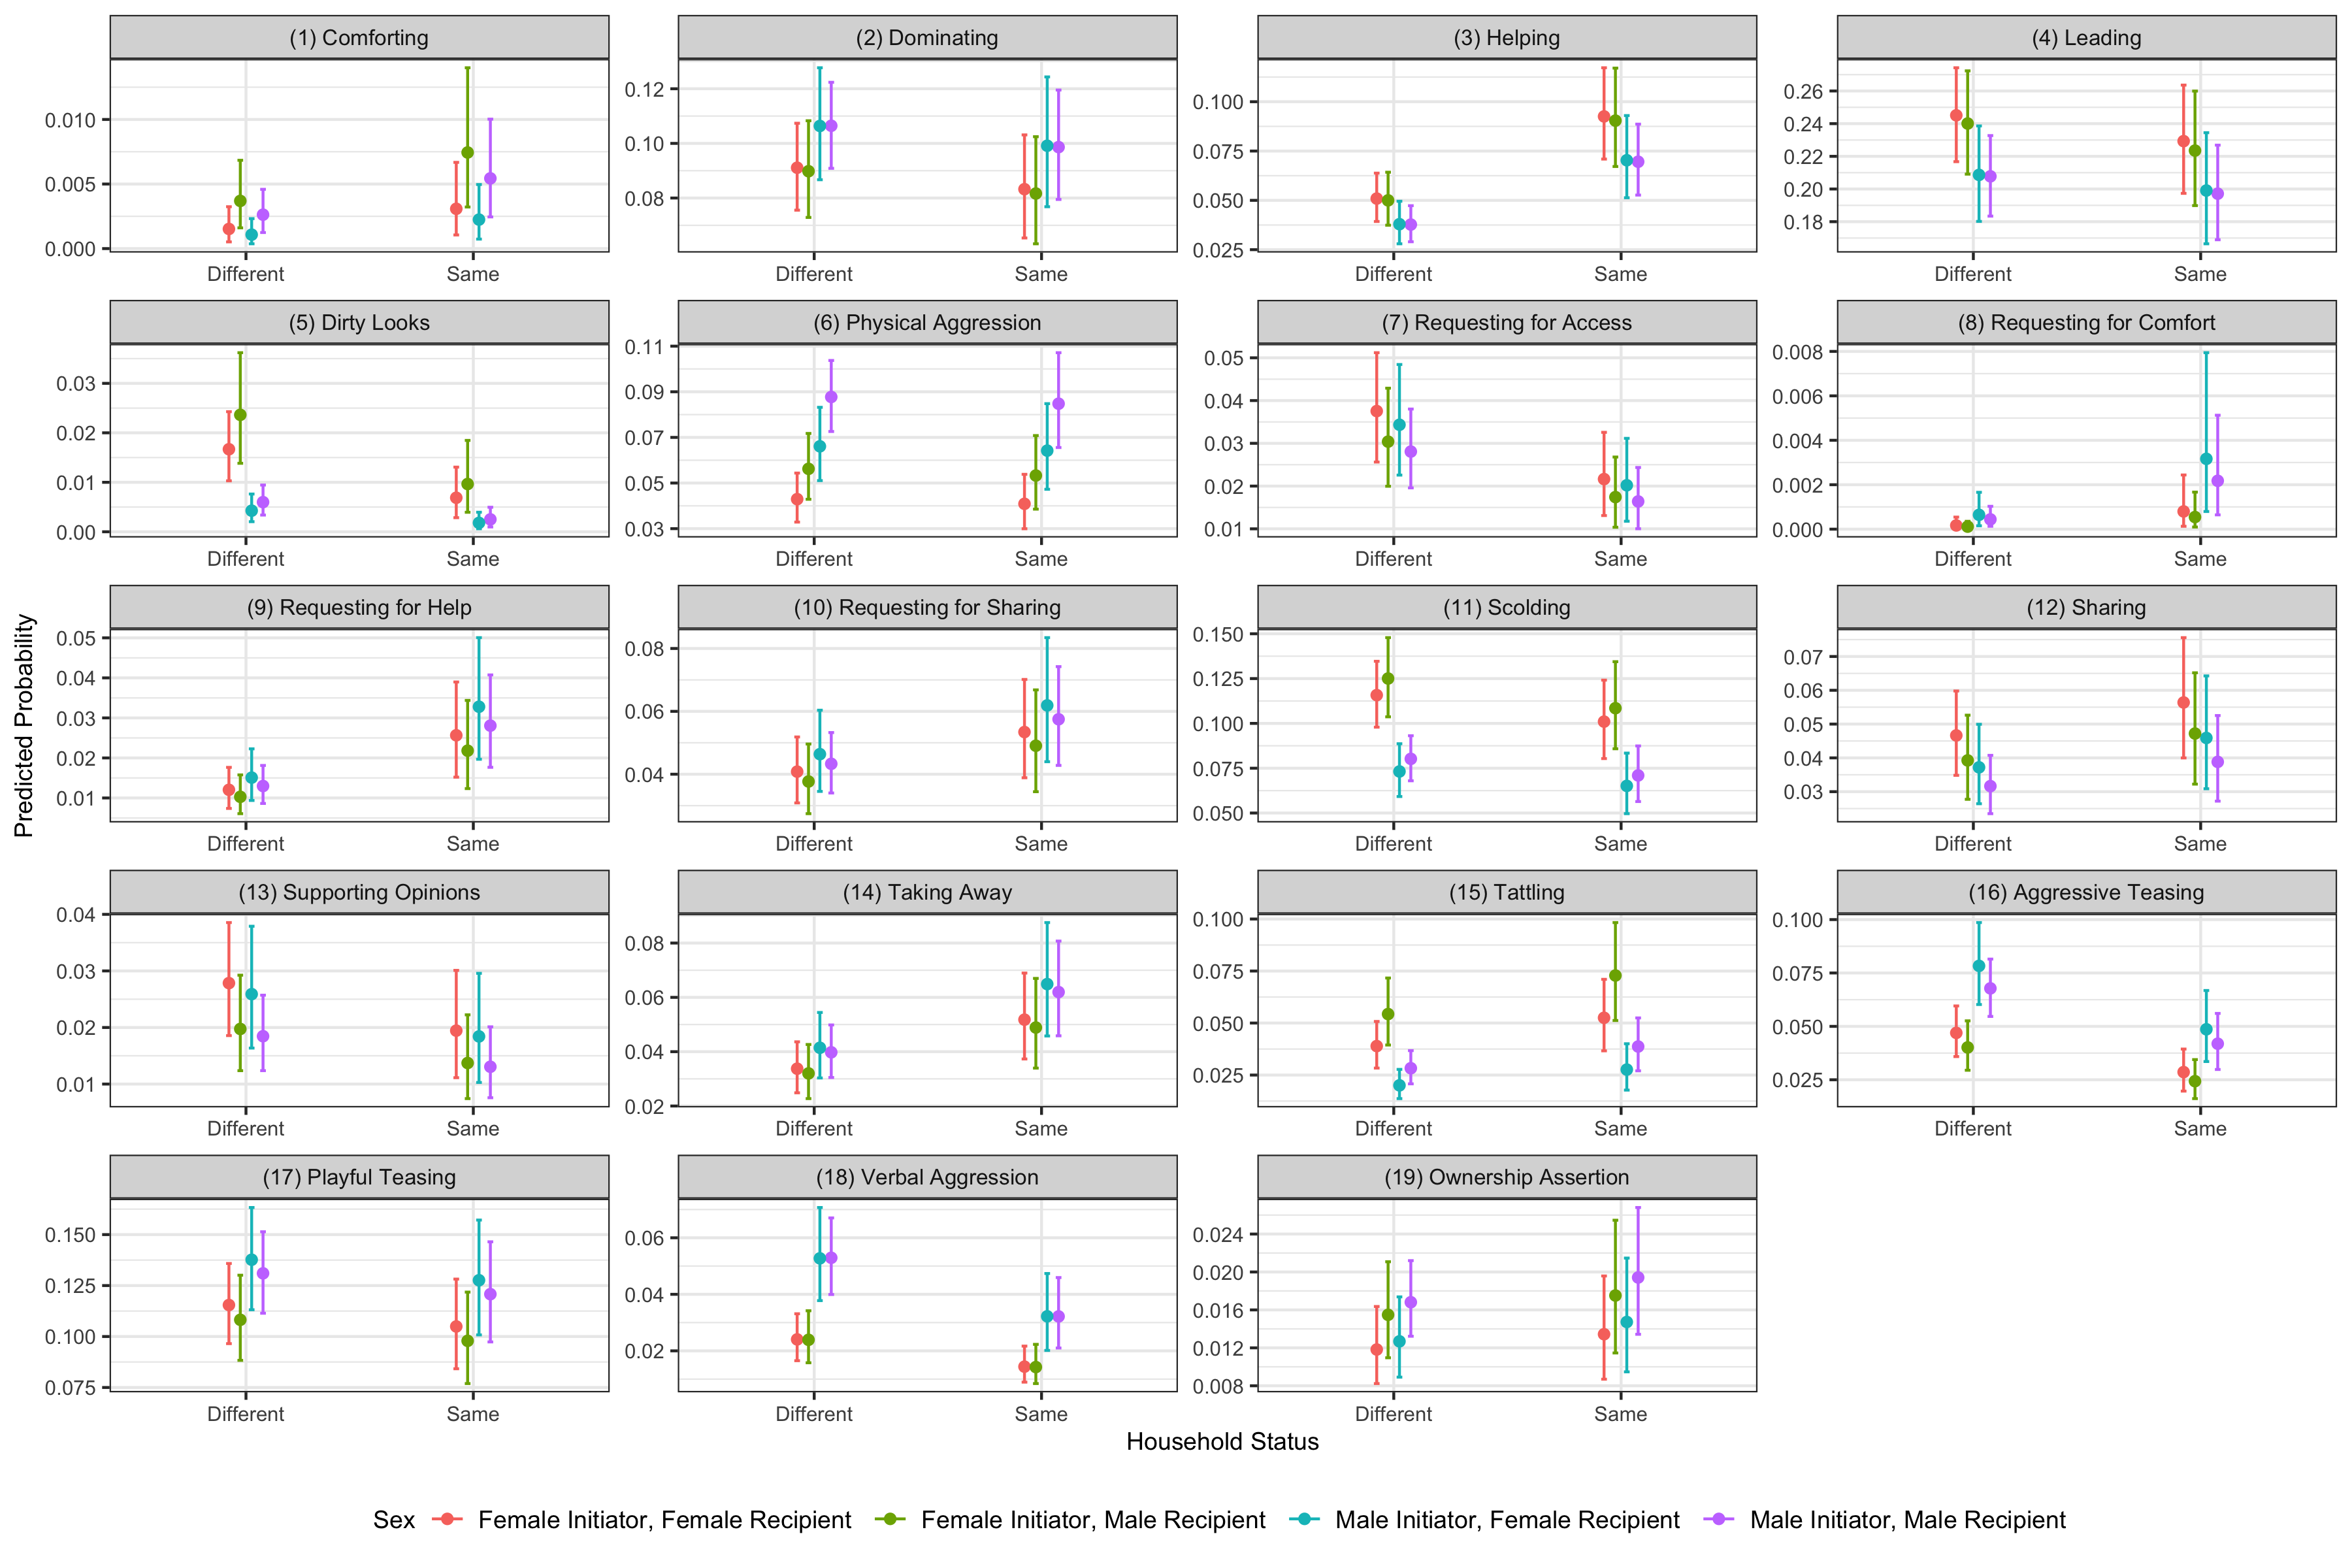 (1) Comforting
(2) Dominating
(3) Helping
(4) Leading
0.010
0.005
0.000
0.12
0.10
0.08
0.100
0.075
0.050
0.025
0.26
0.24
0.22
0.20
0.18
Different Same
Different Same
Different Same
Different Same
(5) Dirty Looks
(6) Physical Aggression
(7) Requesting for Access
(8) Requesting for Comfort
0.03
0.02
0.01
0.00
0.11
0.09
0.07
0.05
0.03
0.05
0.04
0.03
0.02
0.01
0.008
0.006
0.004
0.002
0.000
Different Same
Different Same
Different Same
Different Same
Predicted Probability
(9) Requesting for Help
(10) Requesting for Sharing
(11) Scolding
(12) Sharing
0.05
0.04
0.03
0.02
0.01
0.08
0.06
0.04
0.150
0.125
0.100
0.075
0.050
0.07
0.06
0.05
0.04
0.03
Different Same
Different Same
Different Same
Different Same
(13) Supporting Opinions
(14) Taking Away
(15) Tattling
(16) Aggressive Teasing
0.04
0.03
0.02
0.01
0.08
0.06
0.04
0.02
0.100
0.075
0.050
0.025
0.100
0.075
0.050
0.025
Different Same
Different Same
Different Same
Different Same
(17) Playful Teasing
(18) Verbal Aggression
(19) Ownership Assertion
0.150
0.125
0.100
0.075
0.06
0.04
0.02
0.024
0.020
0.016
0.012
0.008
Different Same
Different Same
Different Same
Household Status
Sex Female Initiator, Female Recipient Female Initiator, Male Recipient Male Initiator, Female Recipient Male Initiator, Male Recipient